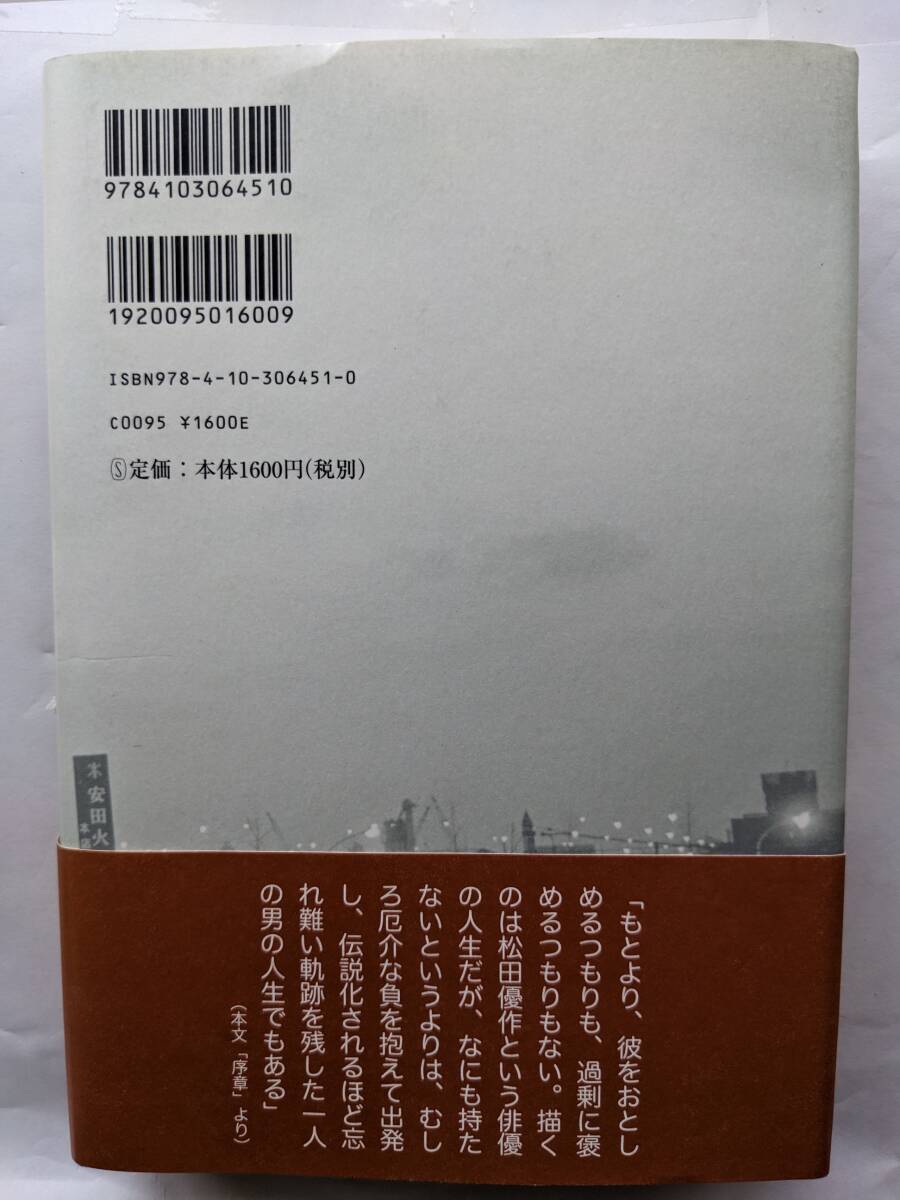 9784103064510
1920095016009
ISBN978-4-10-306451-0
C0095 ¥1600E
Ⓢ定価：本体1600円(税別)
安田火
本
「もとより、彼をおとし
めるつもりも、過剰に褒
めるつもりもない。描く
のは松田優作という俳優
の人生だが、なにも持た
ないというよりは、むし
ろ厄介な負を抱えて出発
し、伝説化されるほど忘
れ難い軌跡を残した一人
の男の人生でもある」
(本文「序章」より)